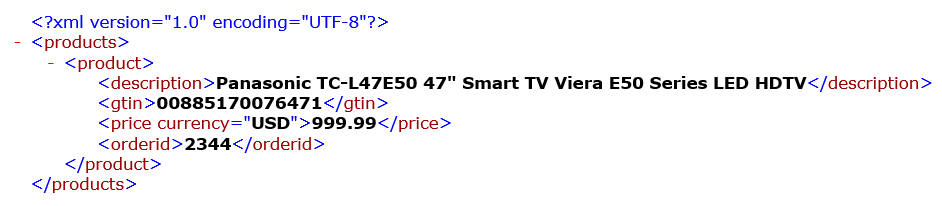 <?xml version="1.0" encoding="UTF-8"?>
- <products>
- <product>
<description>Panasonic TC-L47E50 47" Smart TV Viera E50 Series LED HDTV</description>
<gtin>00885170076471</gtin>
<price currency="USD">999.99</price>
<orderid>2344</orderid>
</product>
</products>